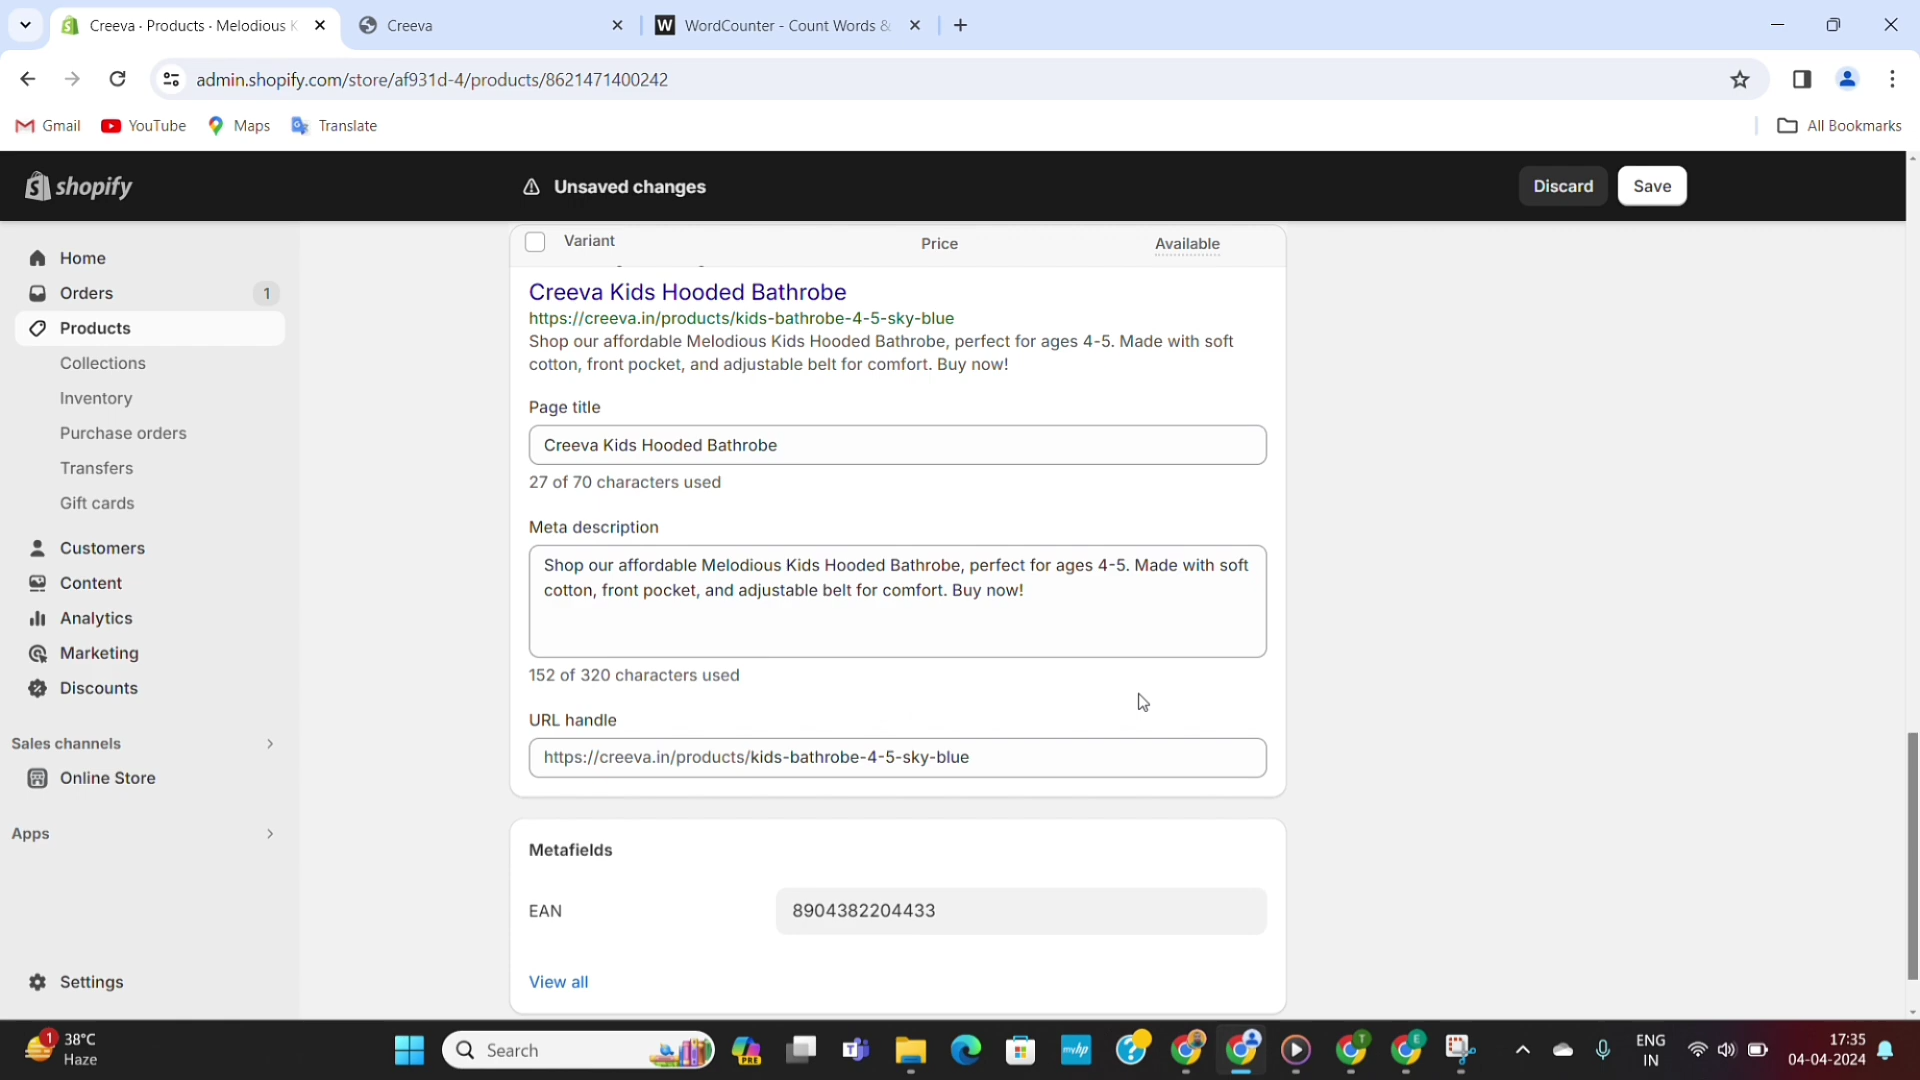 Creeva · Products · Melodious K
Creeva
W WordCounter - Count Words &
admin.shopify.com/store/af931d-4/products/8621471400242
Gmail YouTube Maps Translate
All Bookmarks
shopify
Unsaved changes
Discard Save
Home
Orders 1
Products
Collections
Inventory
Purchase orders
Transfers
Gift cards
Customers
Content
Analytics
Marketing
Discounts
Sales channels
Online Store
Apps
Settings
Variant Price Available
Creeva Kids Hooded Bathrobe
https://creeva.in/products/kids-bathrobe-4-5-sky-blue
Shop our affordable Melodious Kids Hooded Bathrobe, perfect for ages 4-5. Made with soft
cotton, front pocket, and adjustable belt for comfort. Buy now!
Page title
Creeva Kids Hooded Bathrobe
27 of 70 characters used
Meta description
Shop our affordable Melodious Kids Hooded Bathrobe, perfect for ages 4-5. Made with soft
cotton, front pocket, and adjustable belt for comfort. Buy now!
152 of 320 characters used
URL handle
https://creeva.in/products/kids-bathrobe-4-5-sky-blue
Metafields
EAN 8904382204433
View all
1 38°C
Haze
Search
PRE
myhp
ENG
IN
17:35
04-04-2024